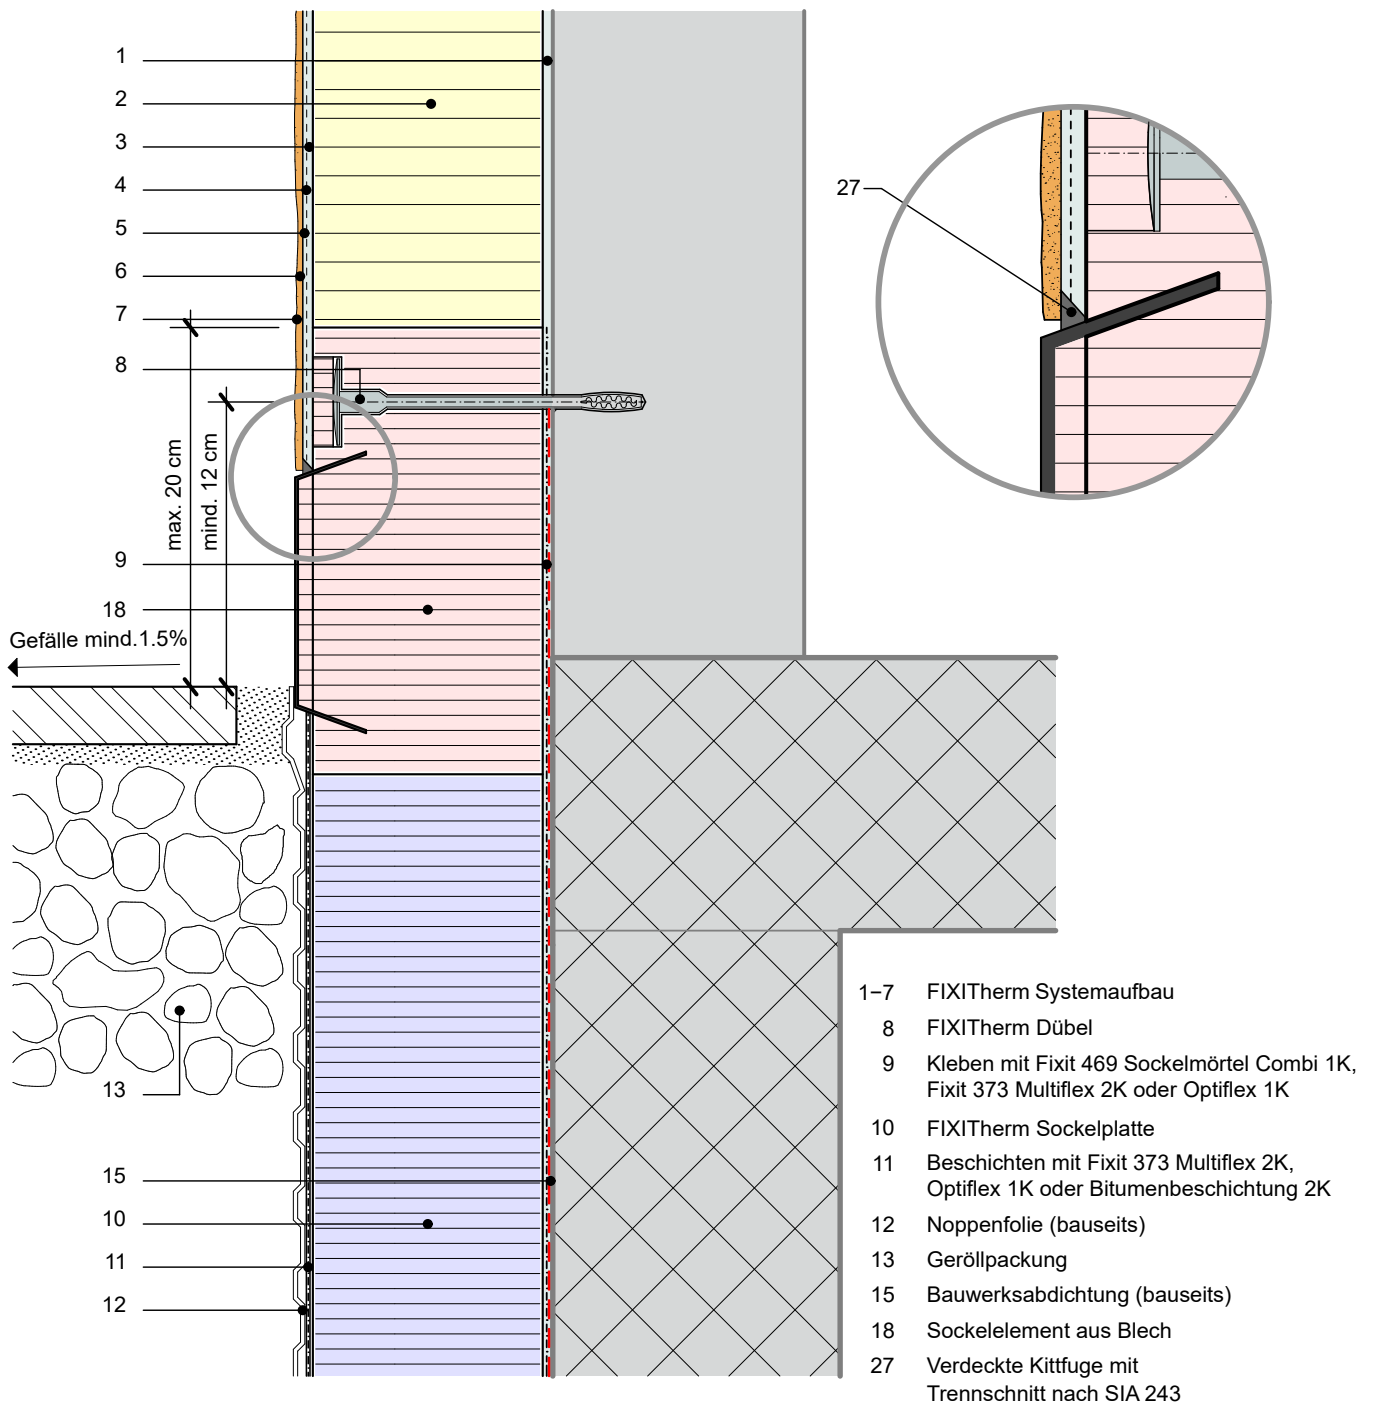 1
2
3
4
5
6
7
8
max. 20 cm
mind. 12 cm
9
18
Gefälle mind.1.5%
13
15
10
11
12
27
1–7 FIXITherm Systemaufbau
8 FIXITherm Dübel
9 Kleben mit Fixit 469 Sockelmörtel Combi 1K,
Fixit 373 Multiflex 2K oder Optiflex 1K
10 FIXITherm Sockelplatte
11 Beschichten mit Fixit 373 Multiflex 2K,
Optiflex 1K oder Bitumenbeschichtung 2K
12 Noppenfolie (bauseits)
13 Geröllpackung
15 Bauwerksabdichtung (bauseits)
18 Sockelelement aus Blech
27 Verdeckte Kittfuge mit
Trennschnitt nach SIA 243